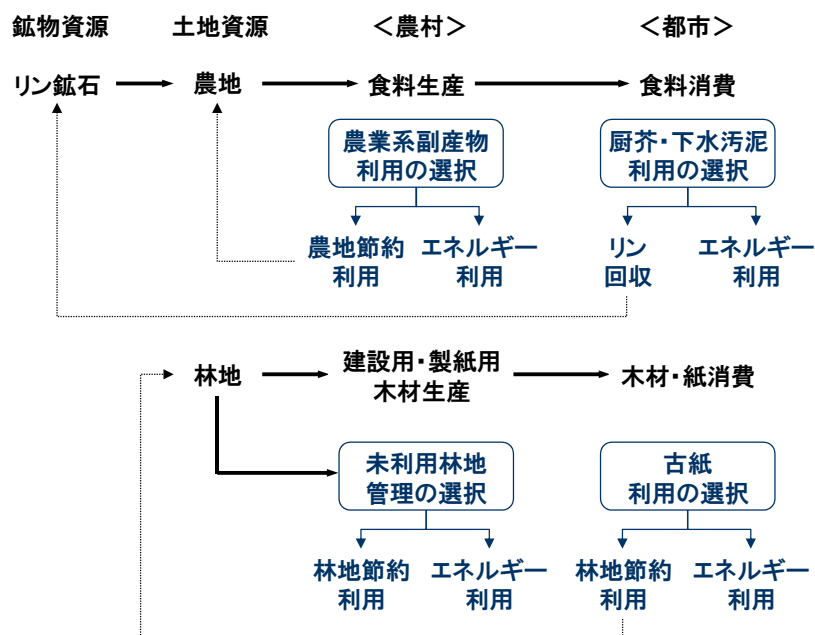 鉱物資源 土地資源 ＜農村＞ ＜都市＞
リン鉱石 農地 食料生産 食料消費
農業系副産物
利用の選択
厨芥・下水汚泥
利用の選択
農地節約
利用
エネルギー
利用
リン
回収
エネルギー
利用
林地
建設用・製紙用
木材生産
木材・紙消費
未利用林地
管理の選択
古紙
利用の選択
林地節約
利用
エネルギー
利用
林地節約
利用
エネルギー
利用